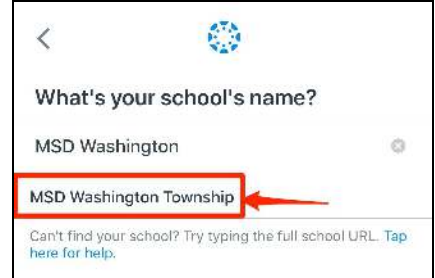 What's your school's name?
MSD Washington
MSD Washington Township
Can't find your school? Try typing the full school URL. Tap
here for help.